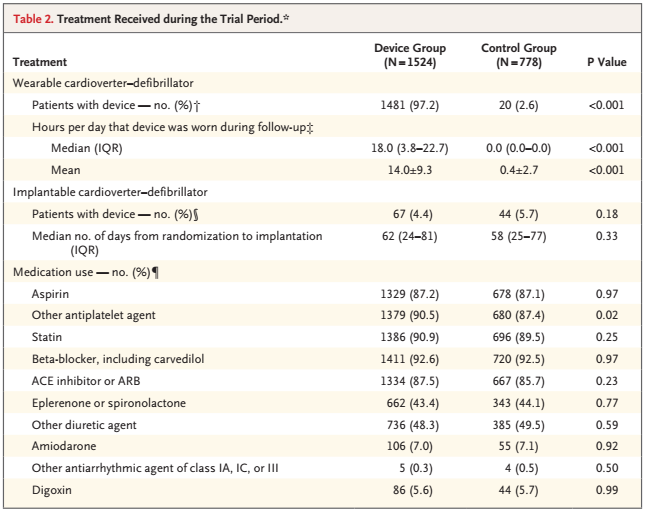 Table 2. Treatment Received during the Trial Period.*
Treatment Device Group (N=1524) Control Group (N=778) P Value
Wearable cardioverter–defibrillator
Patients with device — no. (%)† 1481 (97.2) 20 (2.6) <0.001
Hours per day that device was worn during follow-up‡
Median (IQR) 18.0 (3.8–22.7) 0.0 (0.0–0.0) <0.001
Mean 14.0±9.3 0.4±2.7 <0.001
Implantable cardioverter–defibrillator
Patients with device — no. (%)§ 67 (4.4) 44 (5.7) 0.18
Median no. of days from randomization to implantation (IQR) 62 (24–81) 58 (25–77) 0.33
Medication use — no. (%)¶
Aspirin 1329 (87.2) 678 (87.1) 0.97
Other antiplatelet agent 1379 (90.5) 680 (87.4) 0.02
Statin 1386 (90.9) 696 (89.5) 0.25
Beta-blocker, including carvedilol 1411 (92.6) 720 (92.5) 0.97
ACE inhibitor or ARB 1334 (87.5) 667 (85.7) 0.23
Eplerenone or spironolactone 662 (43.4) 343 (44.1) 0.77
Other diuretic agent 736 (48.3) 385 (49.5) 0.59
Amiodarone 106 (7.0) 55 (7.1) 0.92
Other antiarrhythmic agent of class IA, IC, or III 5 (0.3) 4 (0.5) 0.50
Digoxin 86 (5.6) 44 (5.7) 0.99